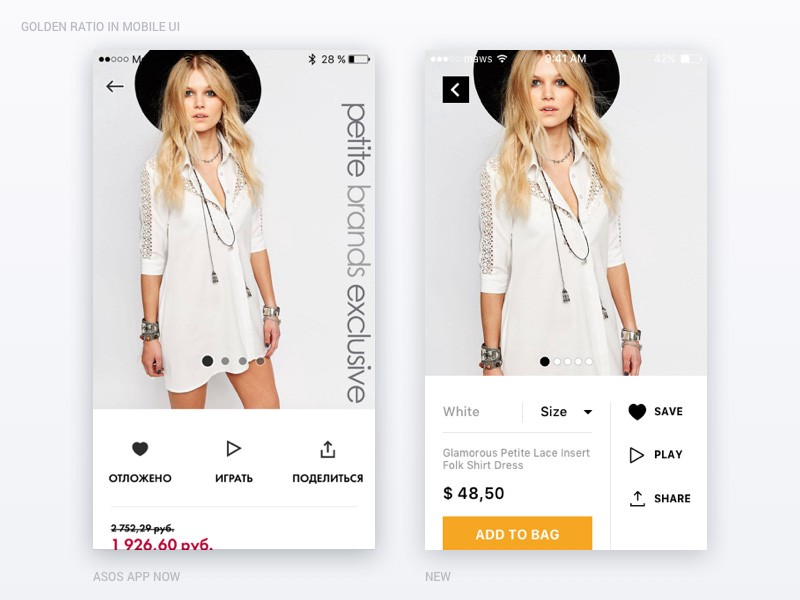 GOLDEN RATIO IN MOBILE UI
M
28 %
petite brands exclusive
ОТЛОЖЕНО
ИГРАТЬ
ПОДЕЛИТЬСЯ
2 752,29 руб.
1 926,60 руб.
ASOS APP NOW
maws
9:41 AM
42%
White
Size
SAVE
Glamorous Petite Lace Insert
Folk Shirt Dress
PLAY
$ 48,50
SHARE
ADD TO BAG
NEW